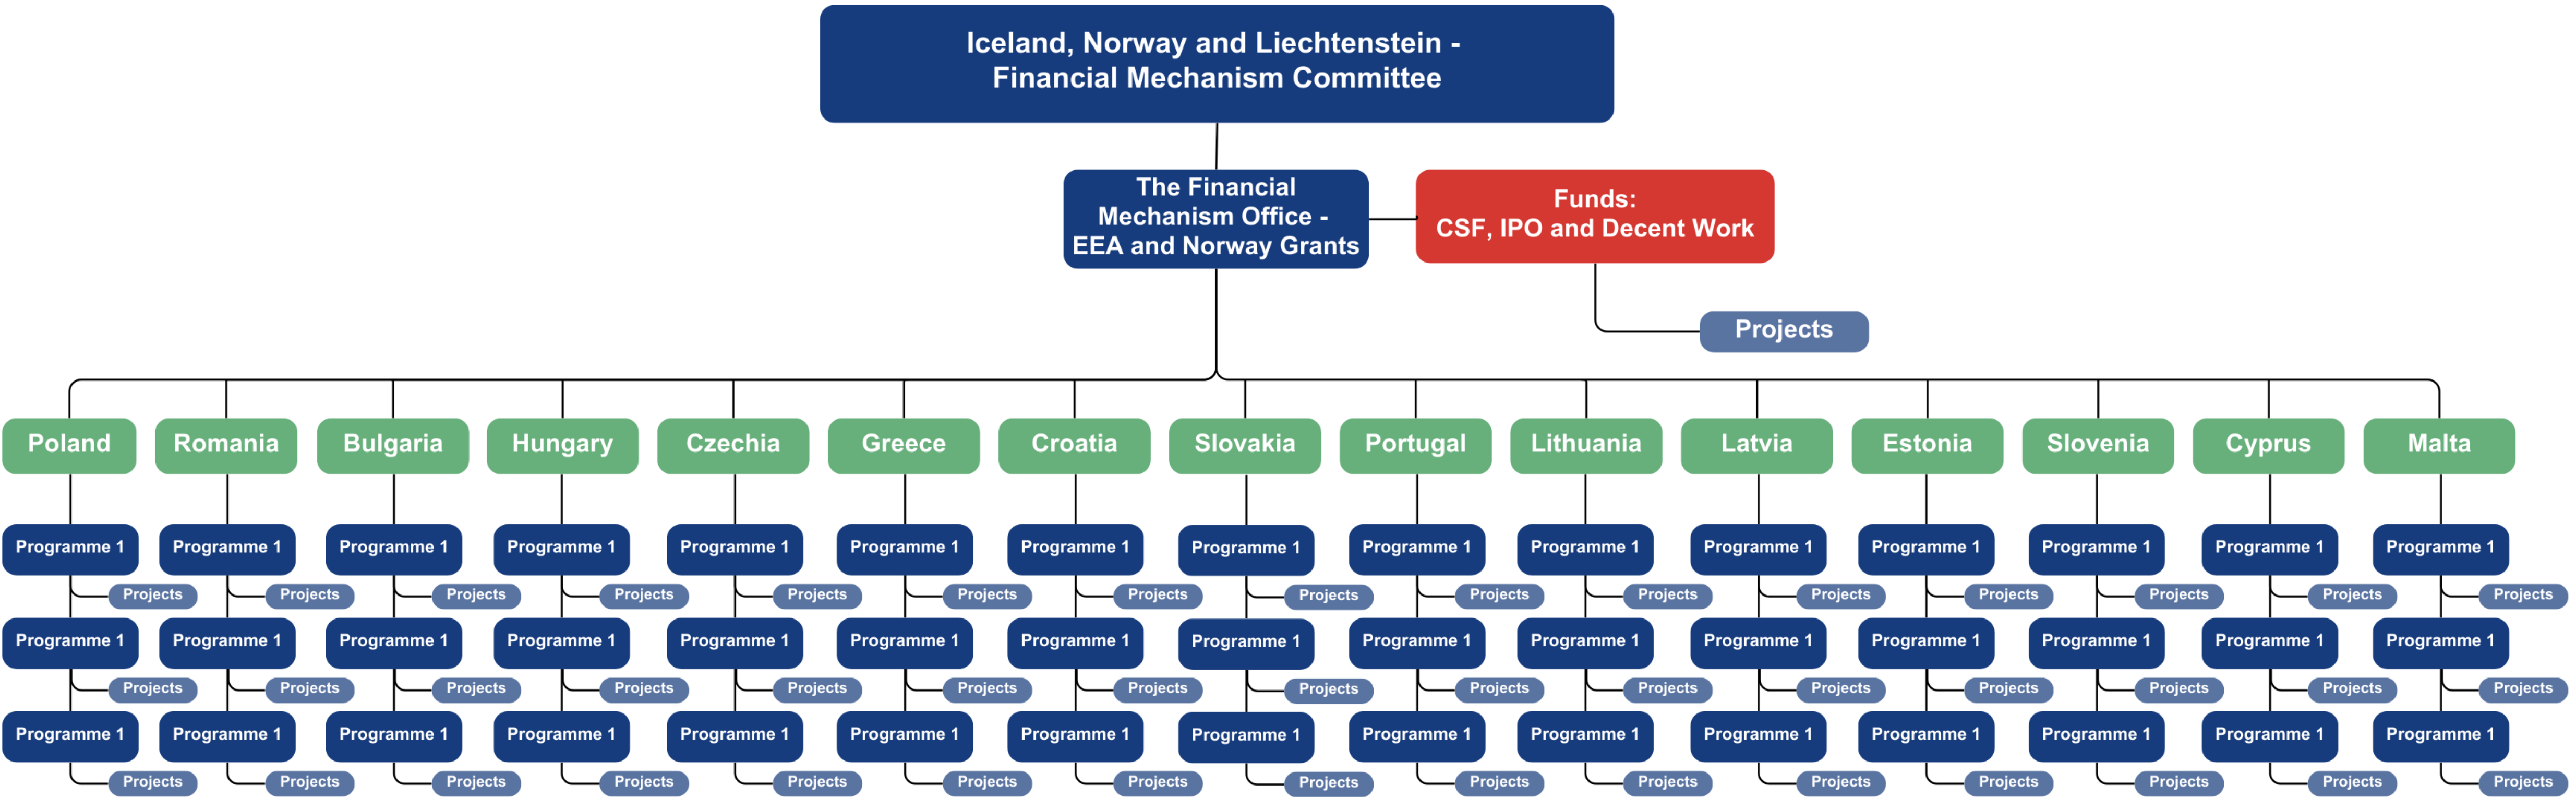 Iceland, Norway and Liechtenstein -
Financial Mechanism Committee
The Financial
Mechanism Office -
EEA and Norway Grants
Funds:
CSF, IPO and Decent Work
Projects
Poland Romania Bulgaria Hungary Czechia Greece Croatia Slovakia Portugal Lithuania Latvia Estonia Slovenia Cyprus Malta
Programme 1 Programme 1 Programme 1 Programme 1 Programme 1 Programme 1 Programme 1 Programme 1 Programme 1 Programme 1 Programme 1 Programme 1 Programme 1 Programme 1 Programme 1
Projects Projects Projects Projects Projects Projects Projects Projects Projects Projects Projects Projects Projects Projects Projects
Programme 1 Programme 1 Programme 1 Programme 1 Programme 1 Programme 1 Programme 1 Programme 1 Programme 1 Programme 1 Programme 1 Programme 1 Programme 1 Programme 1 Programme 1
Projects Projects Projects Projects Projects Projects Projects Projects Projects Projects Projects Projects Projects Projects Projects
Programme 1 Programme 1 Programme 1 Programme 1 Programme 1 Programme 1 Programme 1 Programme 1 Programme 1 Programme 1 Programme 1 Programme 1 Programme 1 Programme 1 Programme 1
Projects Projects Projects Projects Projects Projects Projects Projects Projects Projects Projects Projects Projects Projects Projects